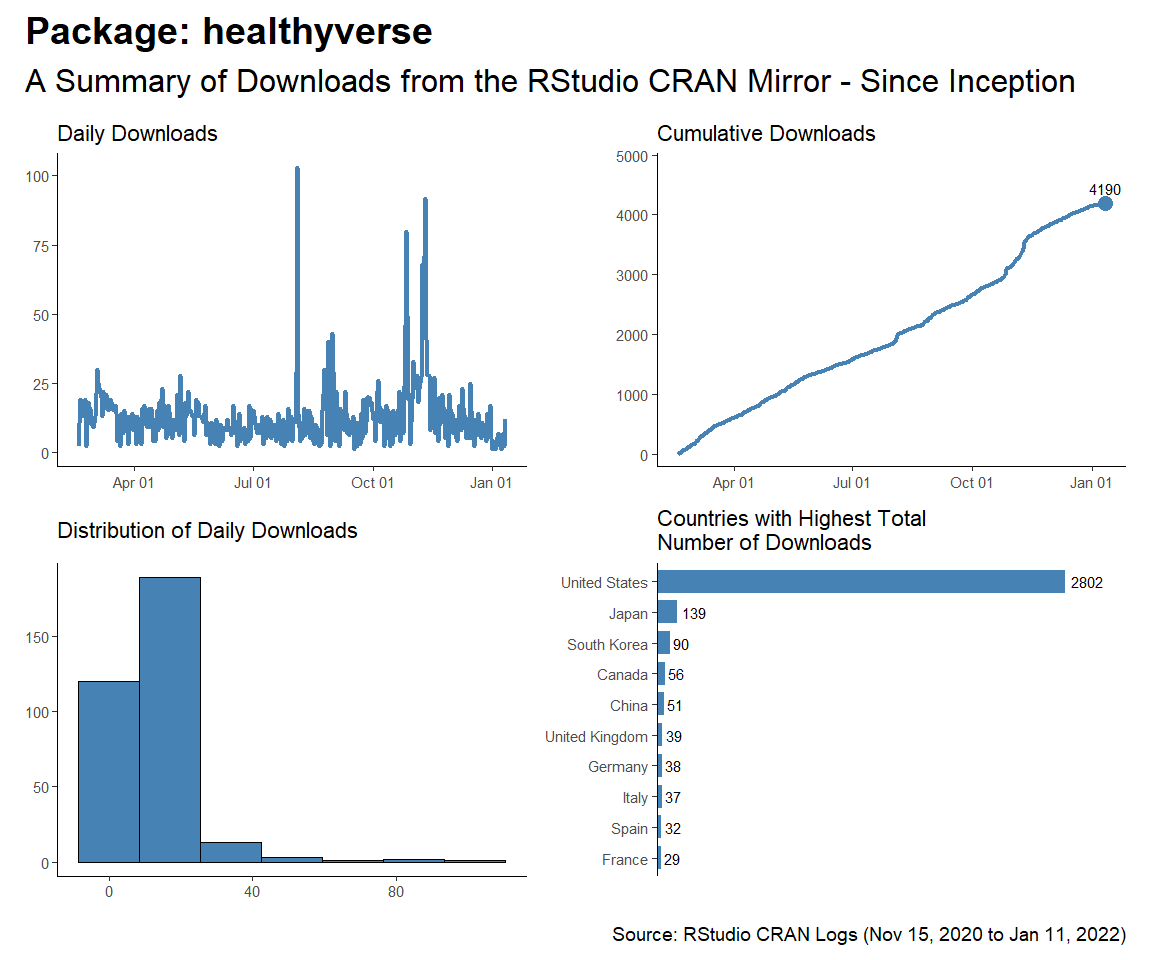 Package: healthyverse
A Summary of Downloads from the RStudio CRAN Mirror - Since Inception
Daily Downloads
100
75
50
25
0
Apr 01 Jul 01 Oct 01 Jan 01
Cumulative Downloads
5000
4000
3000
2000
1000
0
4190
Apr 01 Jul 01 Oct 01 Jan 01
Distribution of Daily Downloads
150
100
50
0
0 40 80
Countries with Highest Total
Number of Downloads
United States 2802
Japan 139
South Korea 90
Canada 56
China 51
United Kingdom 39
Germany 38
Italy 37
Spain 32
France 29
Source: RStudio CRAN Logs (Nov 15, 2020 to Jan 11, 2022)